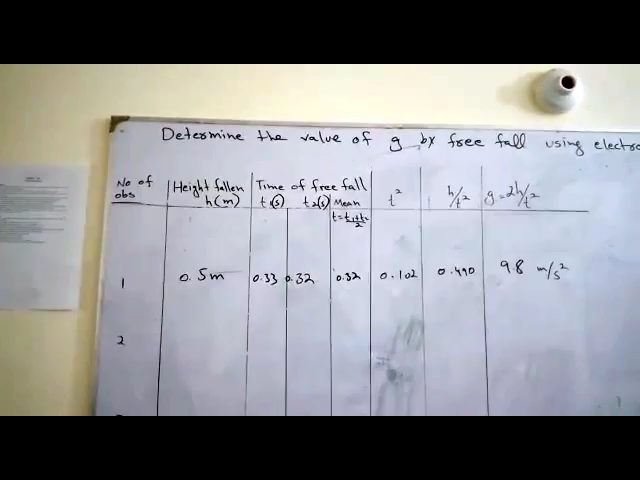 Determine the value of g by free fall using electro
No of obs
Height fallen h(m)
Time of free fall
t1(s) t2(s) Mean t=t1+t2/2
t²
h/t²
g=2h/t²
1 0.5m 0.33 0.32 0.32 0.102 0.490 9.8 m/s²
2